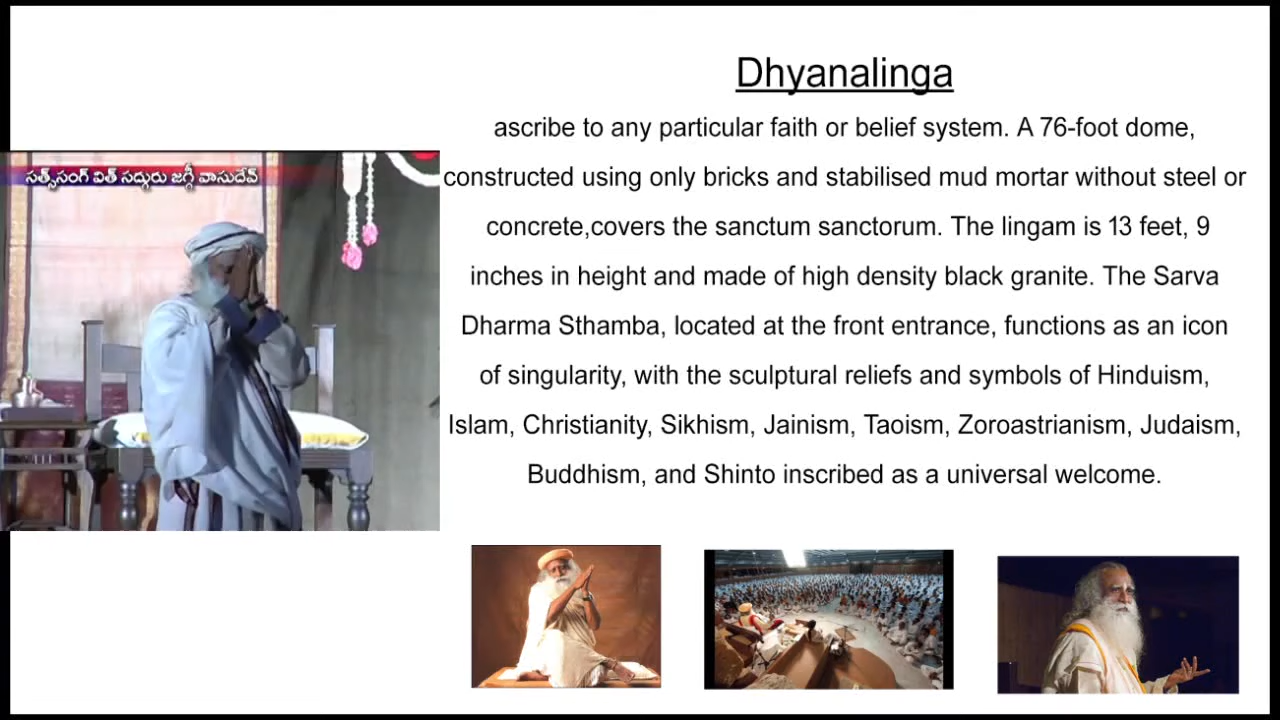 Dhyanalinga
ascribe to any particular faith or belief system. A 76-foot dome,
constructed using only bricks and stabilised mud mortar without steel or
concrete,covers the sanctum sanctorum. The lingam is 13 feet, 9
inches in height and made of high density black granite. The Sarva
Dharma Sthamba, located at the front entrance, functions as an icon
of singularity, with the sculptural reliefs and symbols of Hinduism,
Islam, Christianity, Sikhism, Jainism, Taoism, Zoroastrianism, Judaism,
Buddhism, and Shinto inscribed as a universal welcome.
సత్సంగ్ విత్ సద్గురు జగ్గీ వాసుదేవ్